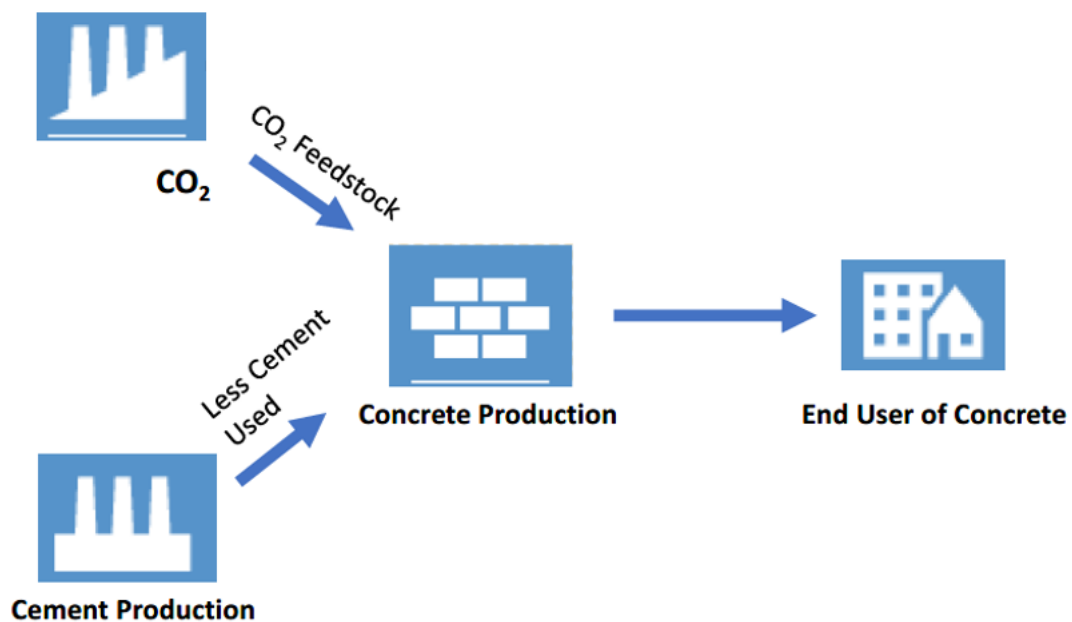 CO₂ Feedstock
CO₂
Less Cement
Used
Concrete Production
End User of Concrete
Cement Production